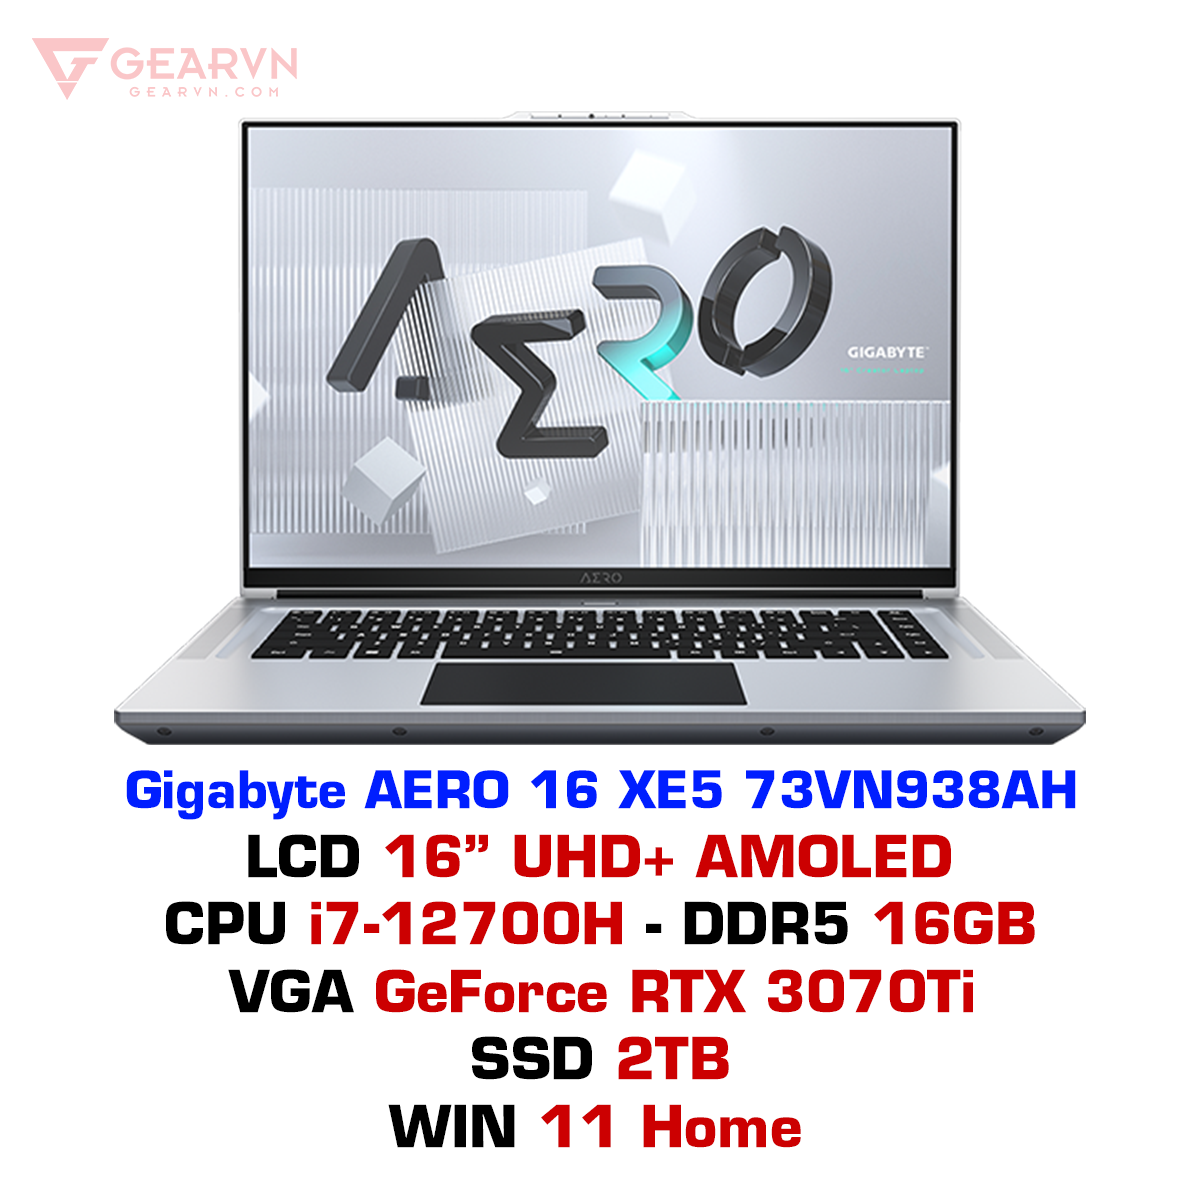 GEARVN
GEARVN.COM
AERO
GIGABYTE™
AERO
Gigabyte AERO 16 XE5 73VN938AH
LCD 16” UHD+ AMOLED
CPU i7-12700H - DDR5 16GB
VGA GeForce RTX 3070Ti
SSD 2TB
WIN 11 Home